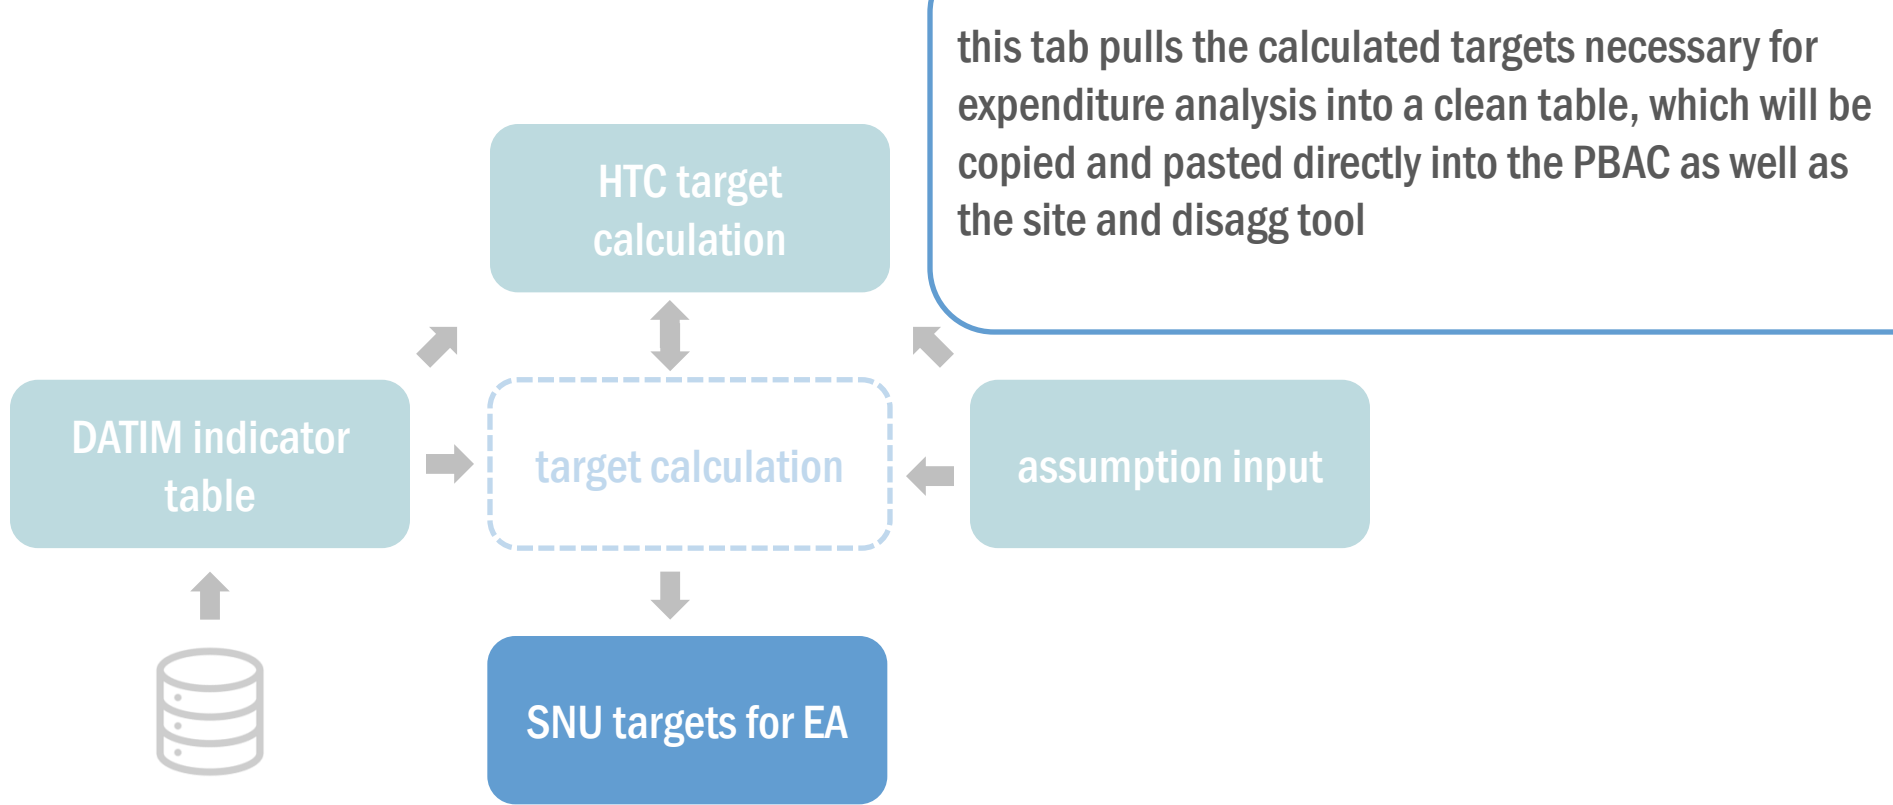 this tab pulls the calculated targets necessary for
expenditure analysis into a clean table, which will be
copied and pasted directly into the PBAC as well as
the site and disagg tool
HTC target
calculation
DATIM indicator
table
target calculation
assumption input
SNU targets for EA